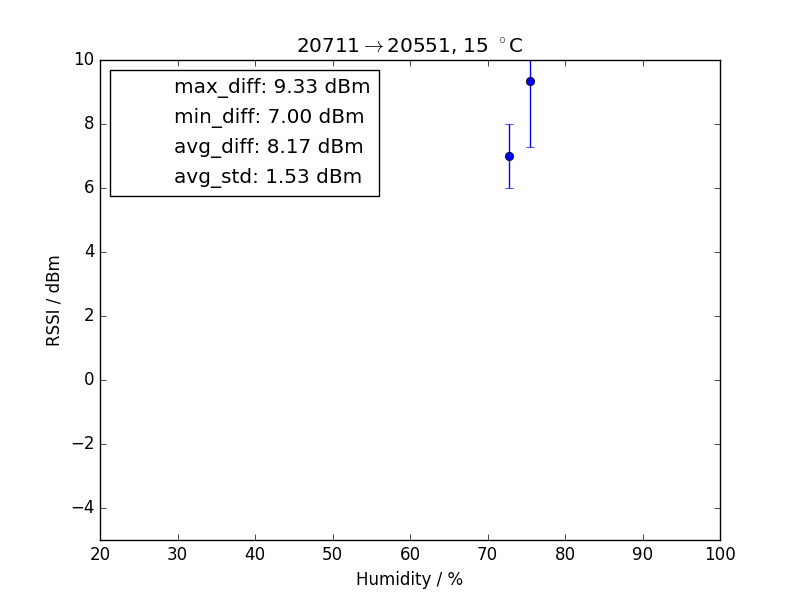 20711→20551, 15 °C
max_diff: 9.33 dBm
min_diff: 7.00 dBm
avg_diff: 8.17 dBm
avg_std: 1.53 dBm
10
8
6
4
2
0
−2
−4
RSSI / dBm
20 30 40 50 60 70 80 90 100
Humidity / %